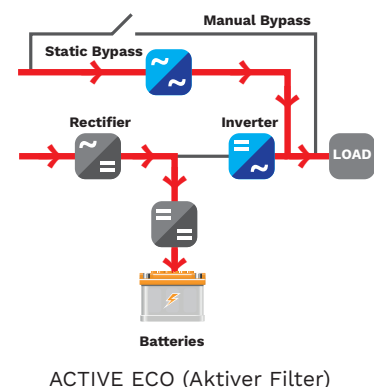 Manual Bypass
Static Bypass
Rectifier
Inverter
LOAD
Batteries
ACTIVE ECO (Aktiver Filter)